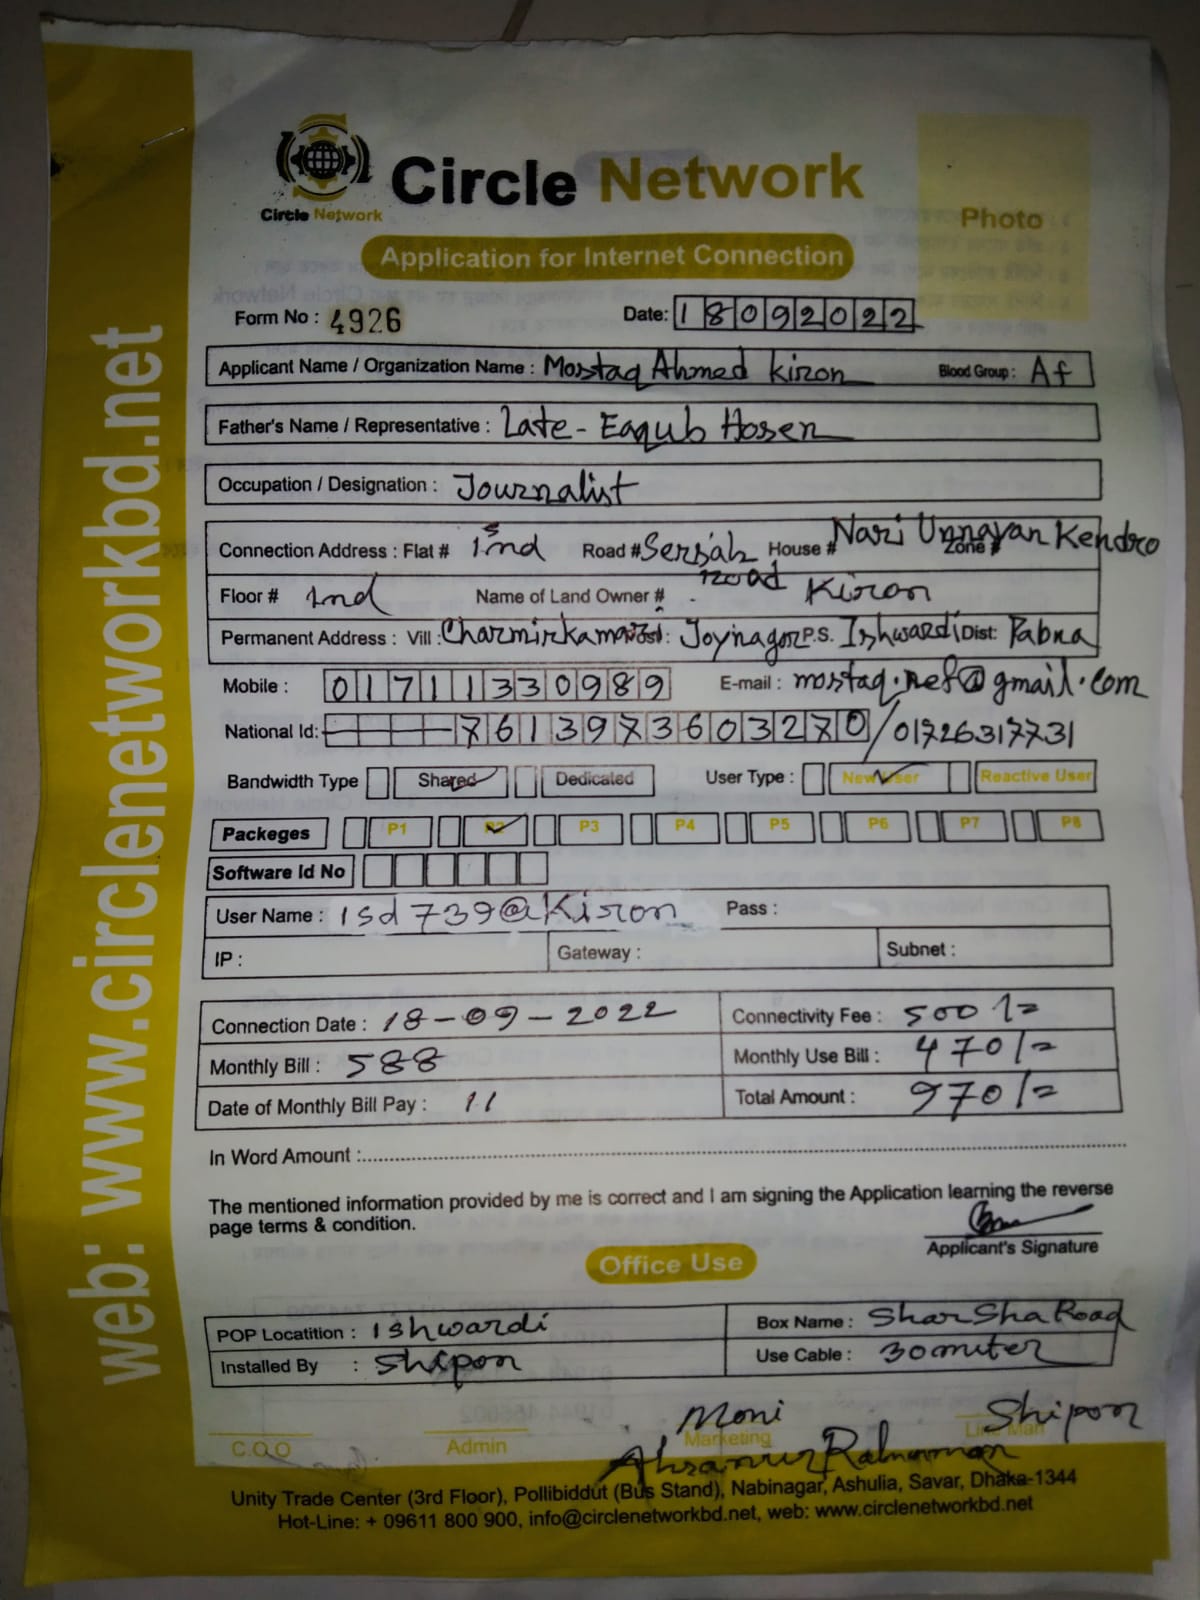 Circle Network
Circle Network
Photo
Application for Internet Connection
Form No : 4926
Date: 18092022
Applicant Name / Organization Name : Mostaq Ahmed Kiron Blood Group :
Father's Name / Representative : Late - Eaqub Hosen
Occupation / Designation : Journalist
Connection Address : Flat # Road # House # Nari Unnayan Kendro Zone #
road
Floor # Name of Land Owner # Kiron
Permanent Address : Vill : Post : Joynagor P.S. Ishwardi Dist: Pabna
Mobile : 01711330989 E-mail : mostaq.nef@gmail.com
National Id: 7613973603270 / 01726317731
Bandwidth Type Shared Dedicated User Type : New User Reactive User
Packeges P1 P2 P3 P4 P5 P6 P7 P8
Software Id No
User Name : isd739@Kiron Pass :
IP : Gateway : Subnet :
Connection Date : 18-09-2022 Connectivity Fee : 500/=
Monthly Bill : 588 Monthly Use Bill : 470/=
Date of Monthly Bill Pay : 11 Total Amount : 970/=
In Word Amount :
The mentioned information provided by me is correct and I am signing the Application learning the reverse
page terms & condition.
Applicant's Signature
Office Use
POP Locatition : Ishwardi Box Name : SharSha Road
Installed By : Shipon Use Cable : 30 miter
Moni Shipon
C.O.O Admin Marketing Line Man
Unity Trade Center (3rd Floor), Pollibiddut (Bus Stand), Nabinagar, Ashulia, Savar, Dhaka-1344
Hot-Line: + 09611 800 900, info@circlenetworkbd.net, web: www.circlenetworkbd.net
web: www.circlenetworkbd.net